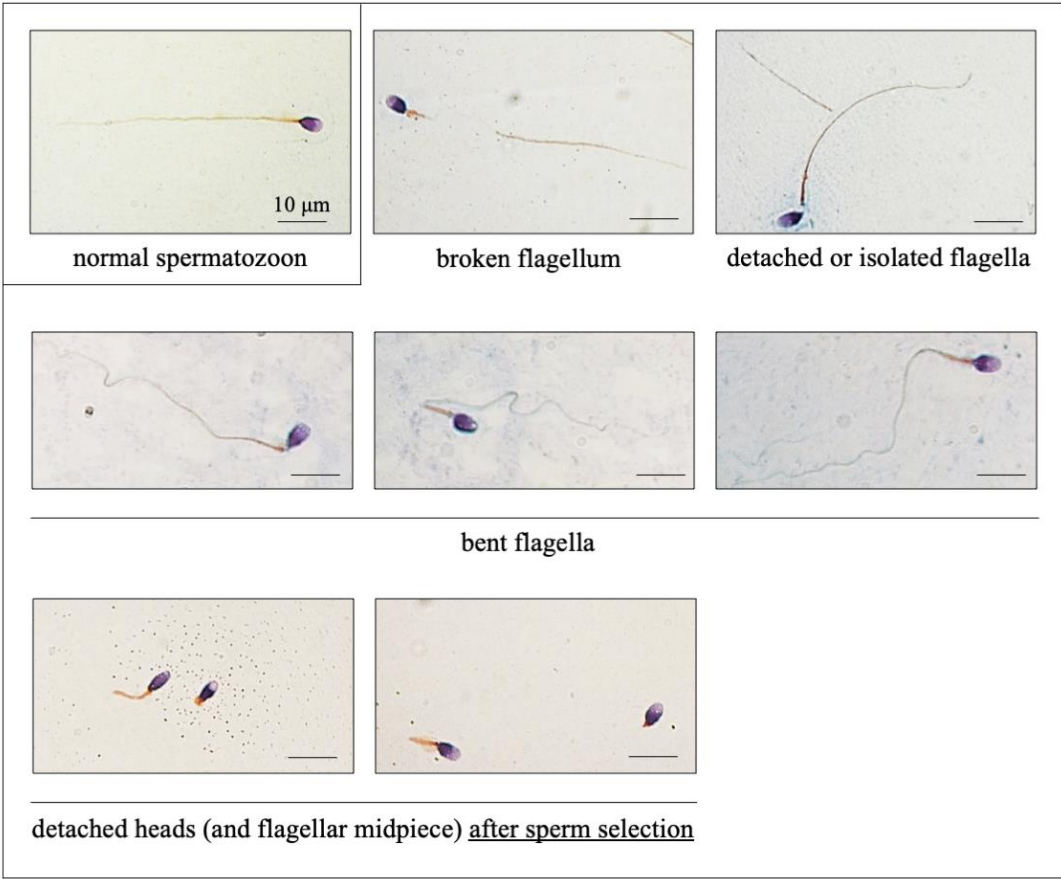 10 μm
normal spermatozoon
broken flagellum
detached or isolated flagella
bent flagella
detached heads (and flagellar midpiece) after sperm selection